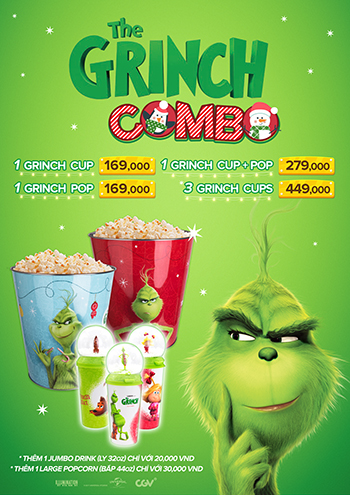 The
GRINCH
COMBO
1 GRINCH CUP 169,000 1 GRINCH CUP+POP 279,000
1 GRINCH POP 169,000 3 GRINCH CUPS 449,000
GRINCH
* THÊM 1 JUMBO DRINK (LY 32oz) CHỈ VỚI 20,000 VND
* THÊM 1 LARGE POPCORN (BẮP 44oz) CHỈ VỚI 30,000 VND
CGV